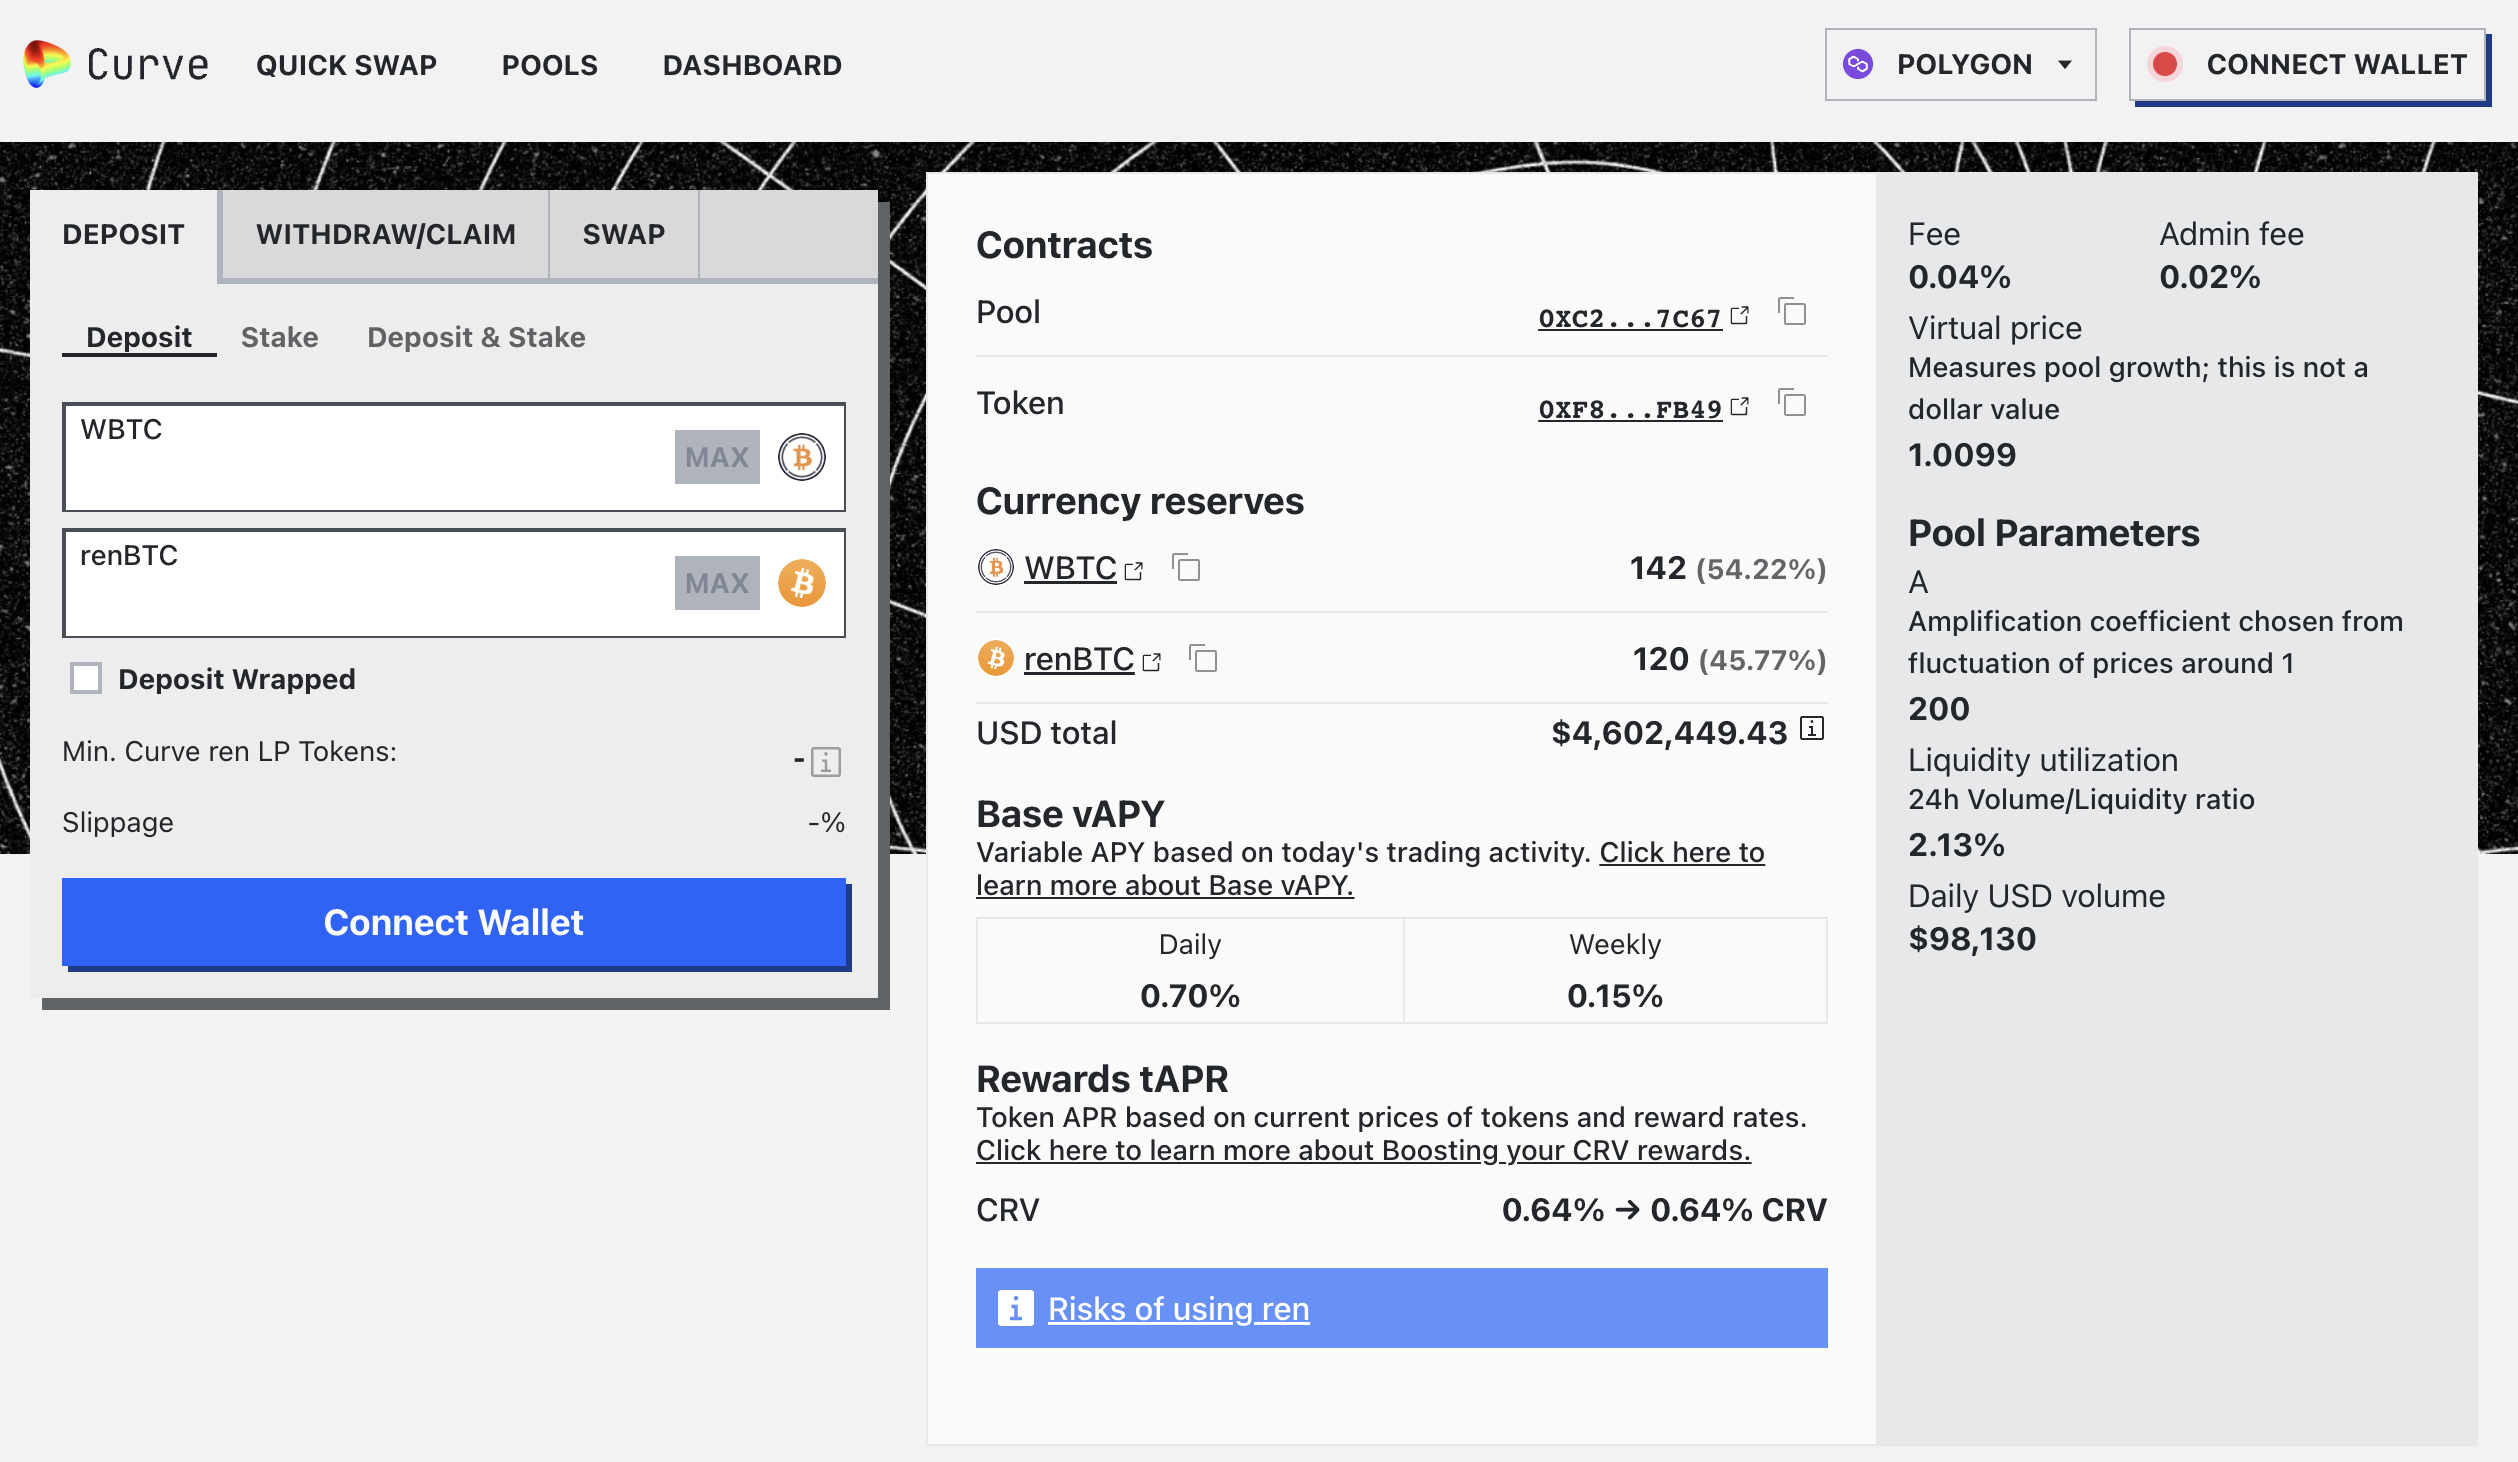 Curve QUICK SWAP POOLS DASHBOARD POLYGON CONNECT WALLET
DEPOSIT WITHDRAW/CLAIM SWAP
Deposit Stake Deposit & Stake
WBTC
MAX
renBTC
MAX
Deposit Wrapped
Min. Curve ren LP Tokens: -
Slippage -%
Connect Wallet
Contracts
Pool 0XC2...7C67
Token 0XF8...FB49
Currency reserves
WBTC 142 (54.22%)
renBTC 120 (45.77%)
USD total $4,602,449.43
Base vAPY
Variable APY based on today's trading activity. Click here to
learn more about Base vAPY.
Daily Weekly
0.70% 0.15%
Rewards tAPR
Token APR based on current prices of tokens and reward rates.
Click here to learn more about Boosting your CRV rewards.
CRV 0.64% → 0.64% CRV
Risks of using ren
Fee Admin fee
0.04% 0.02%
Virtual price
Measures pool growth; this is not a
dollar value
1.0099
Pool Parameters
A
Amplification coefficient chosen from
fluctuation of prices around 1
200
Liquidity utilization
24h Volume/Liquidity ratio
2.13%
Daily USD volume
$98,130